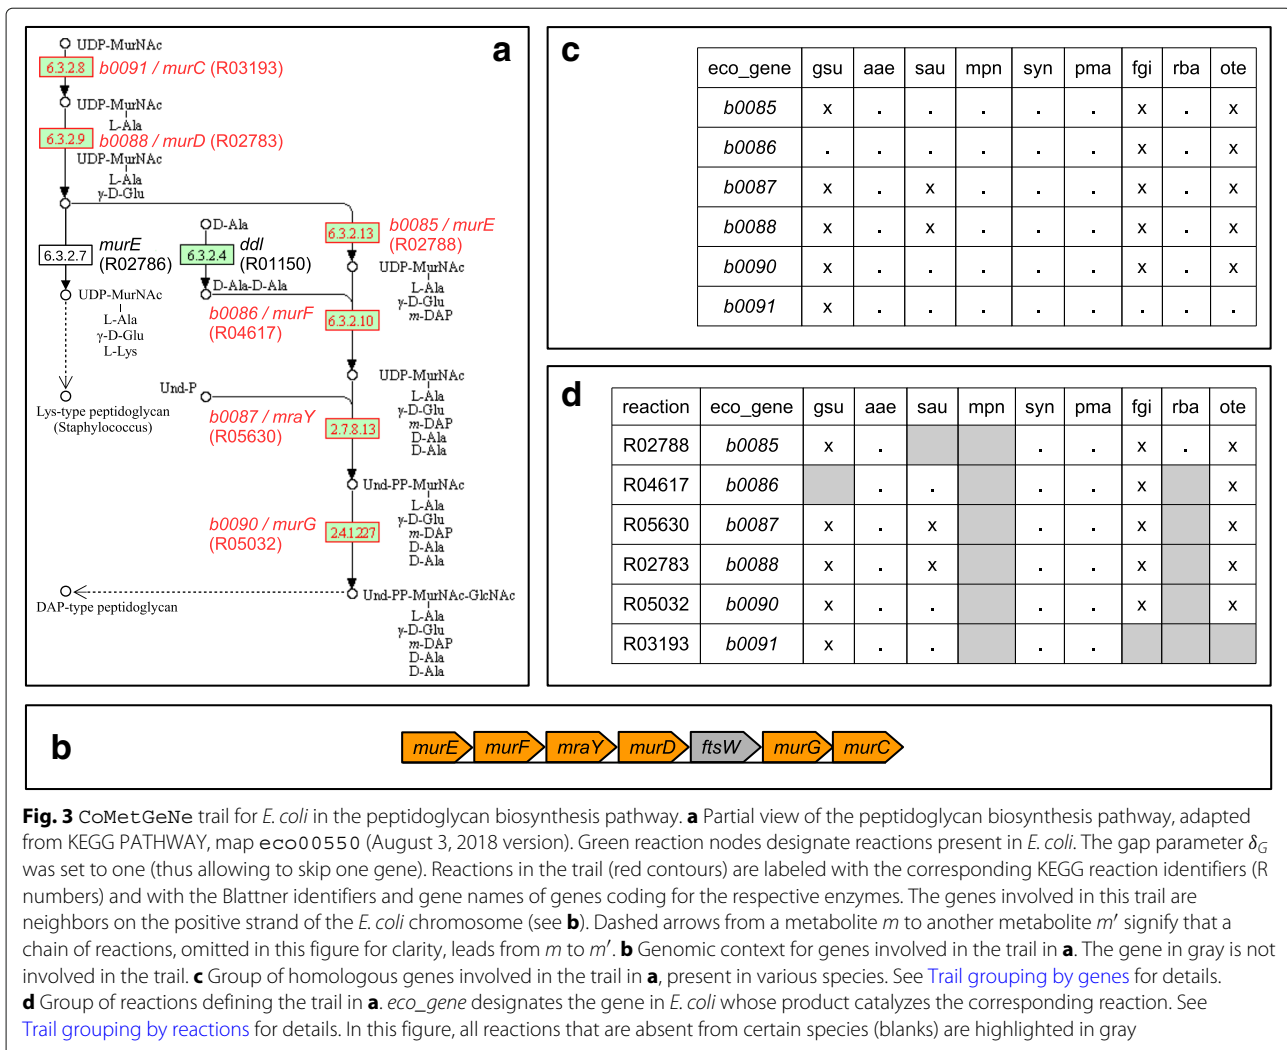 a
UDP-MurNAc
6.3.2.8 b0091 / murC (R03193)
UDP-MurNAc
L-Ala
6.3.2.9 b0088 / murD (R02783)
UDP-MurNAc
L-Ala
γ-D-Glu
D-Ala
b0085 / murE
6.3.2.13
(R02788)
murE
6.3.2.7
(R02786)
ddl
6.3.2.4
(R01150)
UDP-MurNAc
L-Ala
γ-D-Glu
m-DAP
D-Ala-D-Ala
UDP-MurNAc
L-Ala
γ-D-Glu
L-Lys
b0086 / murF
(R04617)
6.3.2.10
UDP-MurNAc
L-Ala
γ-D-Glu
m-DAP
D-Ala
D-Ala
Und-P
Lys-type peptidoglycan
(Staphylococcus)
b0087 / mraY
(R05630)
2.7.8.13
Und-PP-MurNAc
L-Ala
γ-D-Glu
m-DAP
D-Ala
D-Ala
b0090 / murG
(R05032)
2.4.1.227
DAP-type peptidoglycan
Und-PP-MurNAc-GlcNAc
L-Ala
γ-D-Glu
m-DAP
D-Ala
D-Ala
c
eco_gene gsu aae sau mpn syn pma fgi rba ote
b0085 x . . . . . x . x
b0086 . . . . . . x . x
b0087 x . x . . . x . x
b0088 x . x . . . x . x
b0090 x . . . . . x . x
b0091 x . . . . . . . .
d
reaction eco_gene gsu aae sau mpn syn pma fgi rba ote
R02788 b0085 x . . . x . x
R04617 b0086 . . . . x x
R05630 b0087 x . x . . x x
R02783 b0088 x . x . . x x
R05032 b0090 x . . . . x x
R03193 b0091 x . . . .
b
murE murF mraY murD ftsW murG murC
Fig. 3 CoMetGeNe trail for E. coli in the peptidoglycan biosynthesis pathway. a Partial view of the peptidoglycan biosynthesis pathway, adapted
from KEGG PATHWAY, map eco00550 (August 3, 2018 version). Green reaction nodes designate reactions present in E. coli. The gap parameter δG
was set to one (thus allowing to skip one gene). Reactions in the trail (red contours) are labeled with the corresponding KEGG reaction identifiers (R
numbers) and with the Blattner identifiers and gene names of genes coding for the respective enzymes. The genes involved in this trail are
neighbors on the positive strand of the E. coli chromosome (see b). Dashed arrows from a metabolite m to another metabolite m′ signify that a
chain of reactions, omitted in this figure for clarity, leads from m to m′. b Genomic context for genes involved in the trail in a. The gene in gray is not
involved in the trail. c Group of homologous genes involved in the trail in a, present in various species. See Trail grouping by genes for details.
d Group of reactions defining the trail in a. eco_gene designates the gene in E. coli whose product catalyzes the corresponding reaction. See
Trail grouping by reactions for details. In this figure, all reactions that are absent from certain species (blanks) are highlighted in gray